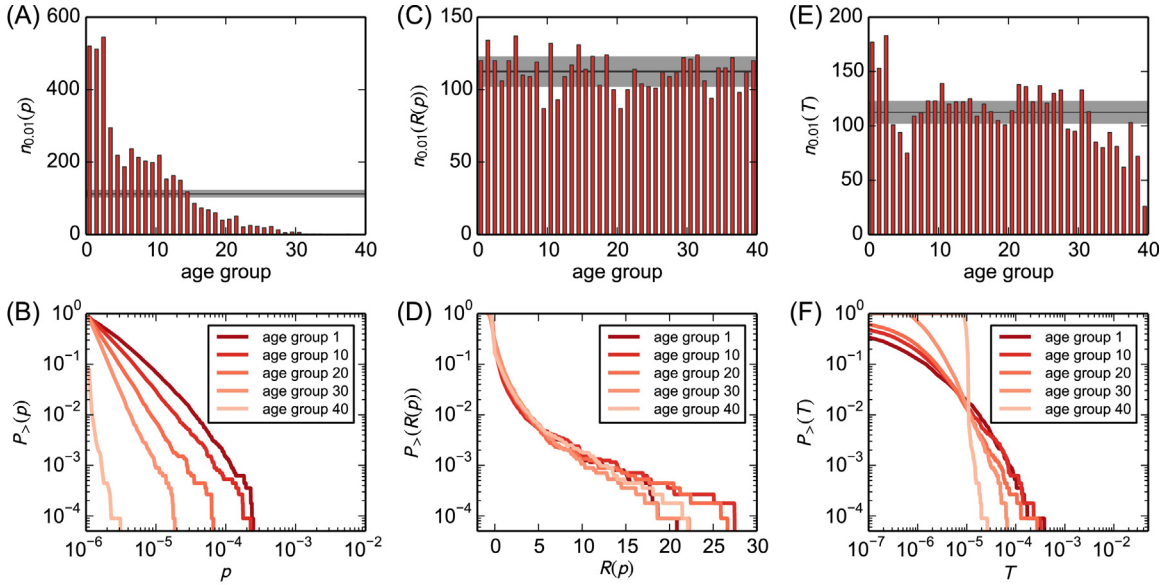 (A)
600
400
200
0
n0.01(p)
0 10 20 30 40
age group
(C)
150
100
50
0
n0.01(R(p))
0 5 10 15 20 25 30 35 40
age group
(E)
200
150
100
50
0
n0.01(T)
0 10 20 30 40
age group
(B)
10^0
10^-1
10^-2
10^-3
10^-4
P>(p)
age group 1
age group 10
age group 20
age group 30
age group 40
10^-6 10^-5 10^-4 10^-3 10^-2
p
(D)
10^0
10^-1
10^-2
10^-3
10^-4
P>(R(p))
age group 1
age group 10
age group 20
age group 30
age group 40
0 5 10 15 20 25 30
R(p)
(F)
10^0
10^-1
10^-2
10^-3
10^-4
P>(T)
age group 1
age group 10
age group 20
age group 30
age group 40
10^-7 10^-6 10^-5 10^-4 10^-3 10^-2
T